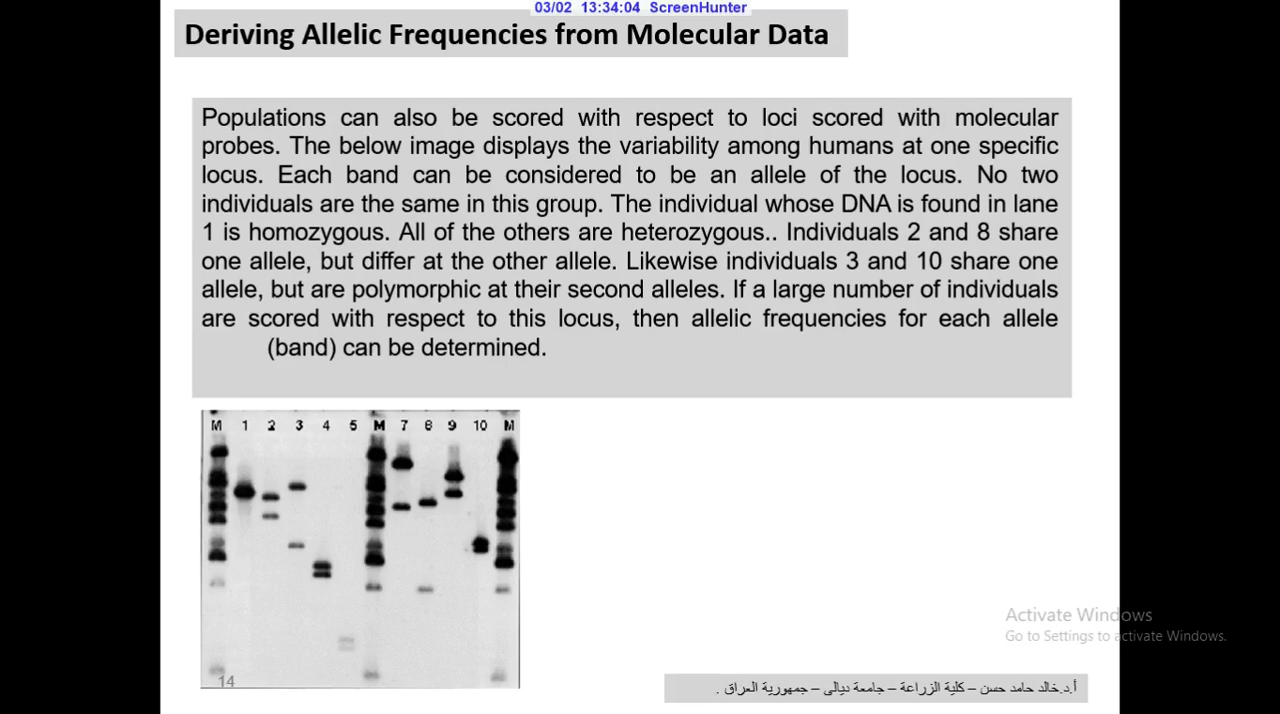 03/02 13:34:04 ScreenHunter
Deriving Allelic Frequencies from Molecular Data
Populations can also be scored with respect to loci scored with molecular
probes. The below image displays the variability among humans at one specific
locus. Each band can be considered to be an allele of the locus. No two
individuals are the same in this group. The individual whose DNA is found in lane
1 is homozygous. All of the others are heterozygous.. Individuals 2 and 8 share
one allele, but differ at the other allele. Likewise individuals 3 and 10 share one
allele, but are polymorphic at their second alleles. If a large number of individuals
are scored with respect to this locus, then allelic frequencies for each allele
(band) can be determined.
M 1 2 3 4 5 M 7 8 9 10 M
14
Activate Windows
Go to Settings to activate Windows.
أ.د.خالد حامد حسن – كلية الزراعة – جامعة ديالى – جمهورية العراق .